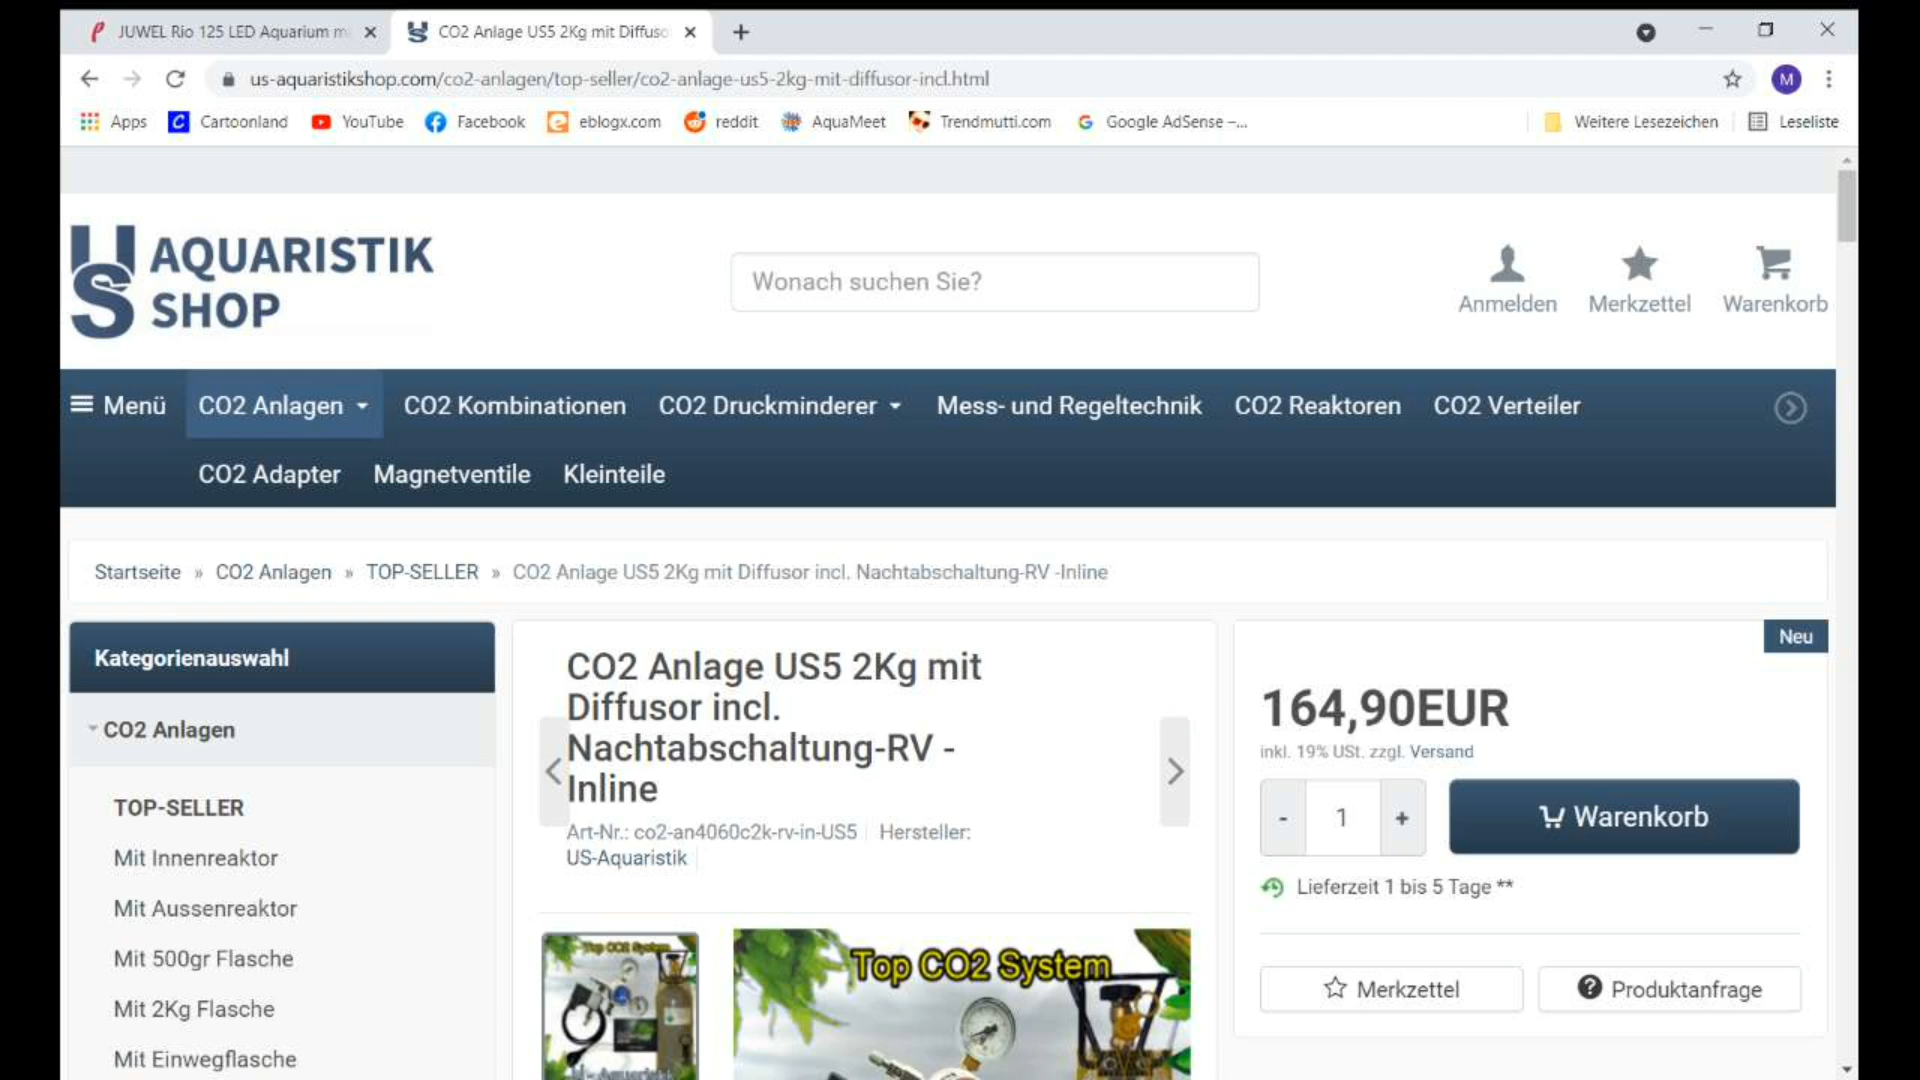 JUWEL Rio 125 LED Aquarium m
CO2 Anlage US5 2Kg mit Diffuso
us-aquaristikshop.com/co2-anlagen/top-seller/co2-anlage-us5-2kg-mit-diffusor-incl.html
M
Apps
Cartoonland
YouTube
Facebook
eblogx.com
reddit
AquaMeet
Trendmutti.com
Google AdSense –...
Weitere Lesezeichen
Leseliste
US AQUARISTIK
SHOP
Wonach suchen Sie?
Anmelden
Merkzettel
Warenkorb
Menü
CO2 Anlagen
CO2 Kombinationen
CO2 Druckminderer
Mess- und Regeltechnik
CO2 Reaktoren
CO2 Verteiler
CO2 Adapter
Magnetventile
Kleinteile
Startseite » CO2 Anlagen » TOP-SELLER » CO2 Anlage US5 2Kg mit Diffusor incl. Nachtabschaltung-RV -Inline
Kategorienauswahl
CO2 Anlagen
TOP-SELLER
Mit Innenreaktor
Mit Aussenreaktor
Mit 500gr Flasche
Mit 2Kg Flasche
Mit Einwegflasche
CO2 Anlage US5 2Kg mit
Diffusor incl.
Nachtabschaltung-RV -
Inline
Art-Nr.: co2-an4060c2k-rv-in-US5 Hersteller:
US-Aquaristik
Top CO2 System
Top CO2 System
Neu
164,90EUR
inkl. 19% USt. zzgl. Versand
- 1 +
Warenkorb
Lieferzeit 1 bis 5 Tage **
Merkzettel
Produktanfrage